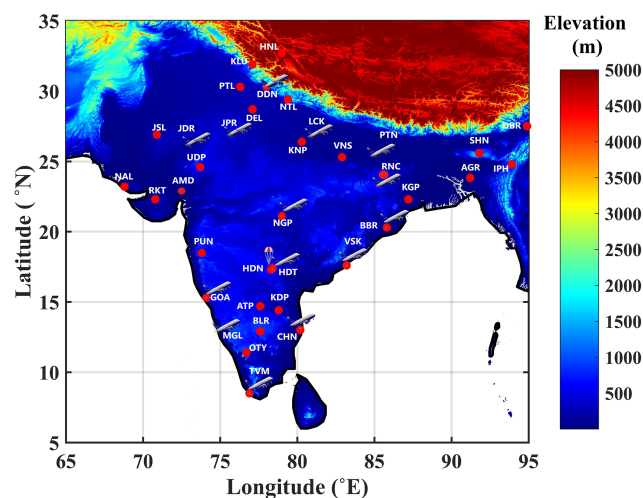 Elevation
(m)
35
30
25
20
15
10
5
65
70
75
80
85
90
95
Latitude (°N)
Longitude (°E)
5000
4500
4000
3500
3000
2500
2000
1500
1000
500
HNL
KLU
PTL
DDN
NTL
DEL
JSL
JDR
JPR
LCK
PTN
DBR
SHN
KNP
VNS
UDP
IPH
NAL
AMD
RNC
AGR
RKT
KGP
NGP
BBR
PUN
VSK
HDN
HDT
GOA
KDP
ATP
BLR
MGL
CHN
OTY
TVM